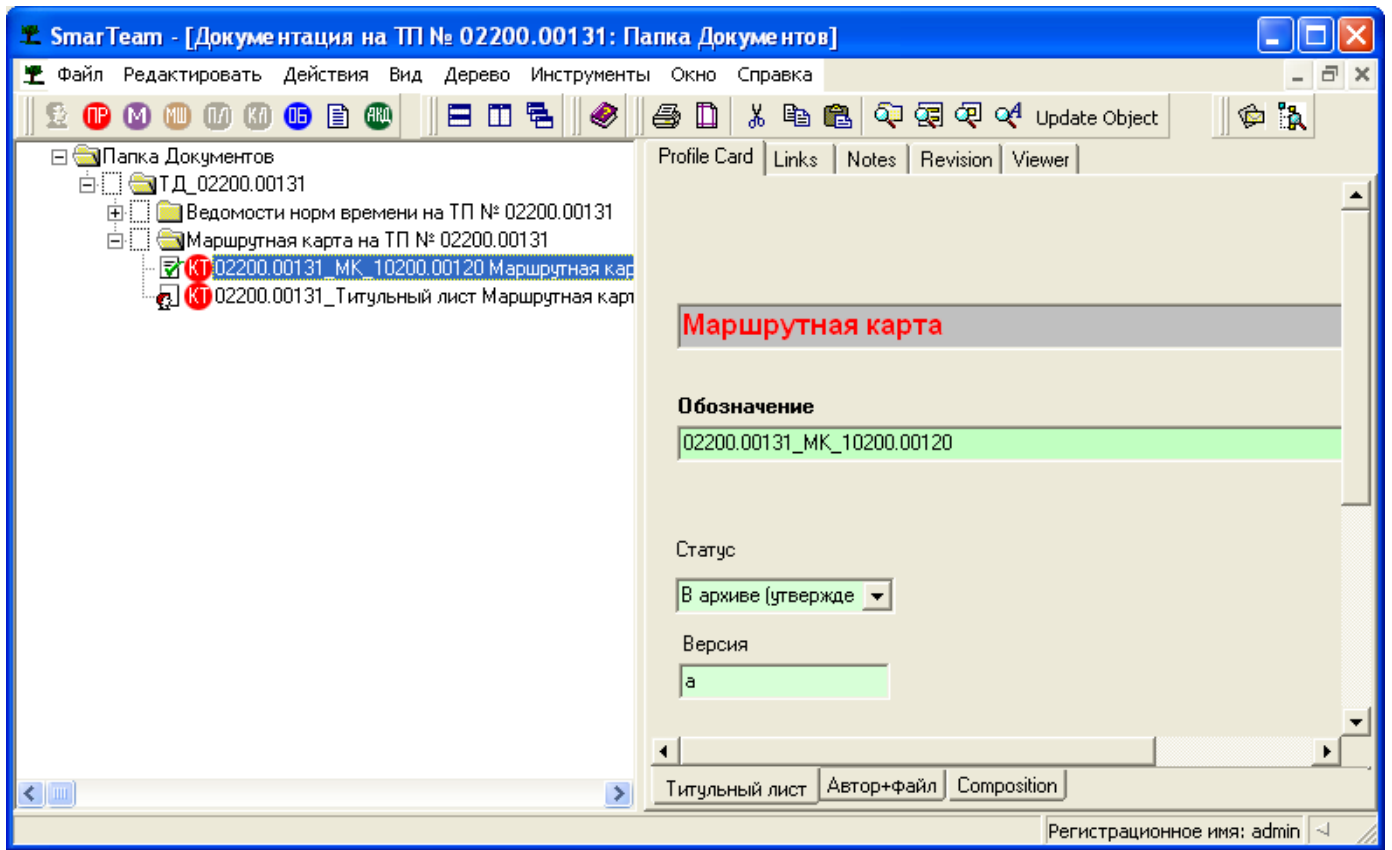 SmarTeam - [Документация на ТП № 02200.00131: Папка Документов]
Файл Редактировать Действия Вид Дерево Инструменты Окно Справка
ПР М МШ ПЛ КЛ ОБ АКД Update Object
Папка Документов
ТД_02200.00131
Ведомости норм времени на ТП № 02200.00131
Маршрутная карта на ТП № 02200.00131
КТ 02200.00131_МК_10200.00120 Маршрутная кар
КТ 02200.00131_Титульный лист Маршрутная карт
Profile Card Links Notes Revision Viewer
Маршрутная карта
Обозначение
02200.00131_МК_10200.00120
Статус
В архиве (утвержде
Версия
а
Титульный лист Автор+файл Composition
Регистрационное имя: admin